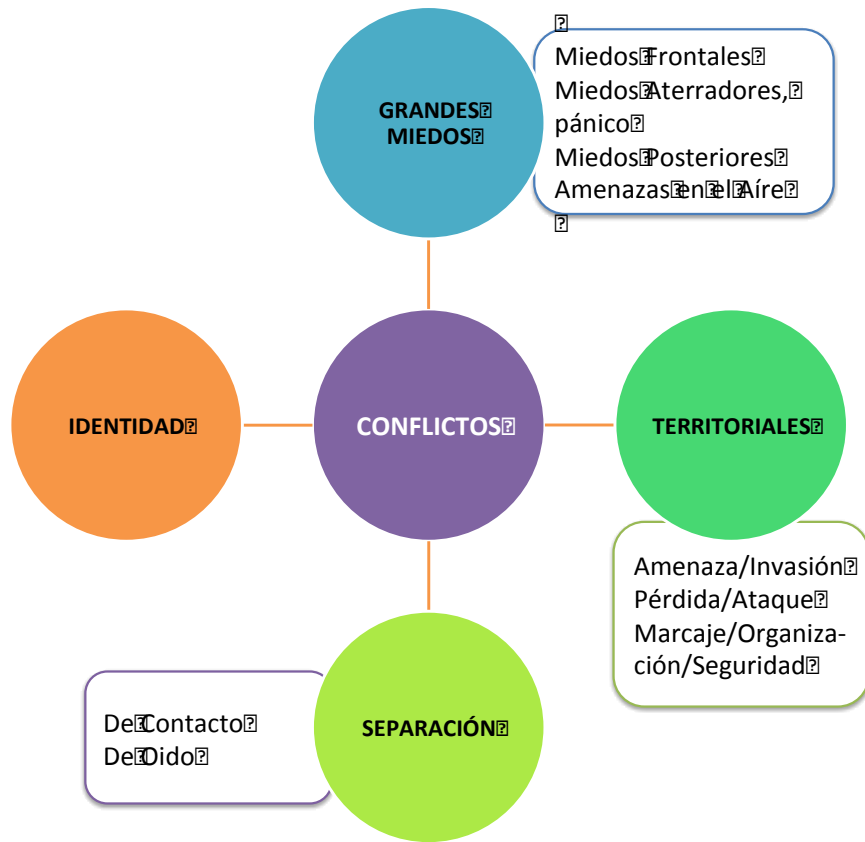 GRANDES
MIEDOS
Miedos Frontales
Miedos Aterradores,
pánico
Miedos Posteriores
Amenazas en el Aíre
IDENTIDAD
CONFLICTOS
TERRITORIALES
Amenaza/Invasión
Pérdida/Ataque
Marcaje/Organiza-
ción/Seguridad
De Contacto
De Oido
SEPARACIÓN